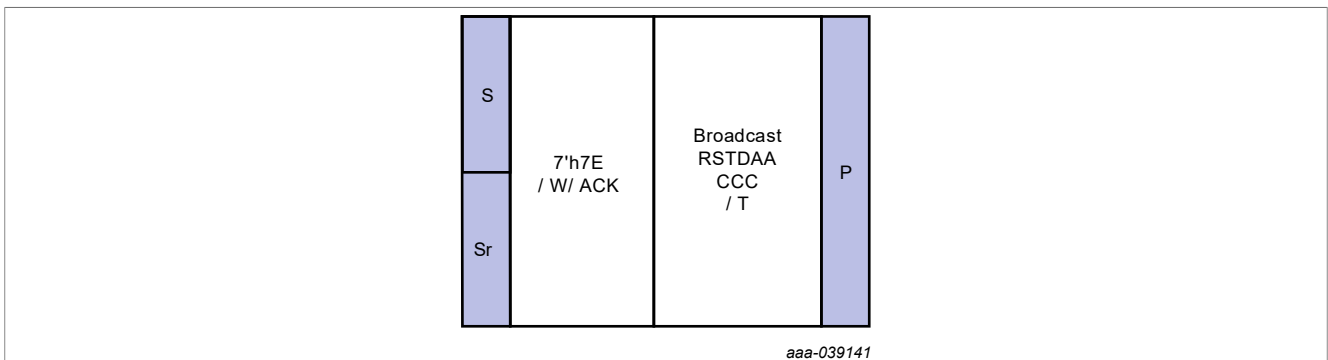 S
Sr
7'h7E
/ W/ ACK
Broadcast
RSTDAA
CCC
/ T
P
aaa-039141